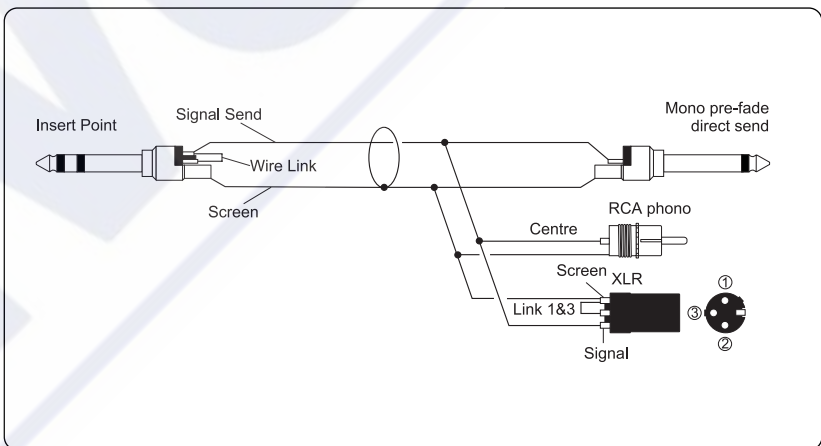 Signal Send
Mono pre-fade
direct send
Insert Point
Wire Link
Screen
RCA phono
Centre
Screen
XLR
①
Link 1&3
③
②
Signal